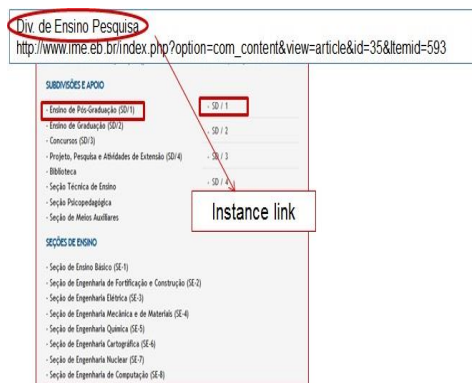 Div. de Ensino Pesquisa
http://www.ime.eb.br/index.php?option=com_content&view=article&id=35&Itemid=593
SUBDIVISÕES E APOIO
- Ensino de Pós-Graduação (SD/1)
- SD / 1
- Ensino de Graduação (SD/2)
- SD / 2
- Concursos (SD/3)
- Projeto, Pesquisa e Atividades de Extensão (SD/4)
- SD / 3
- Biblioteca
- SD / 4
- Seção Técnica de Ensino
- Seção Psicopedagógica
- Seção de Meios Auxiliares
Instance link
SEÇÕES DE ENSINO
- Seção de Ensino Básico (SE-1)
- Seção de Engenharia de Fortificação e Construção (SE-2)
- Seção de Engenharia Elétrica (SE-3)
- Seção de Engenharia Mecânica e de Materiais (SE-4)
- Seção de Engenharia Química (SE-5)
- Seção de Engenharia Cartográfica (SE-6)
- Seção de Engenharia Nuclear (SE-7)
- Seção de Engenharia de Computação (SE-8)